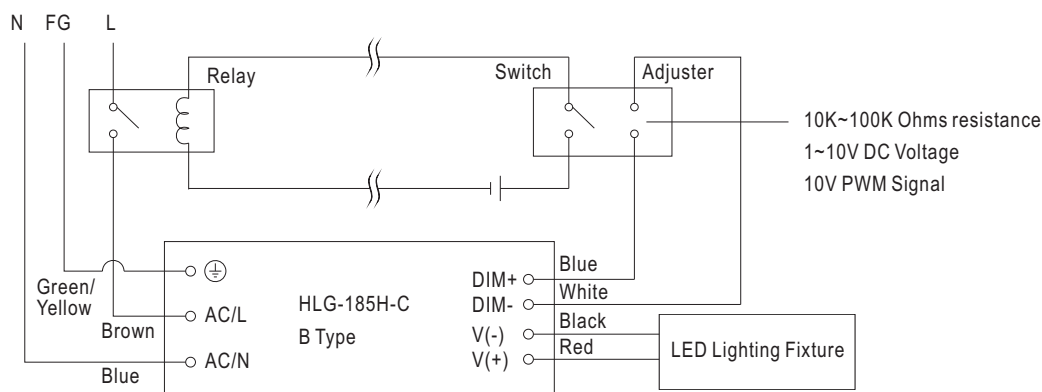 N FG L
Relay
Switch
Adjuster
10K~100K Ohms resistance
1~10V DC Voltage
10V PWM Signal
Green/
Yellow
Brown
Blue
AC/L
AC/N
HLG-185H-C
B Type
DIM+
DIM-
V(-)
V(+)
Blue
White
Black
Red
LED Lighting Fixture